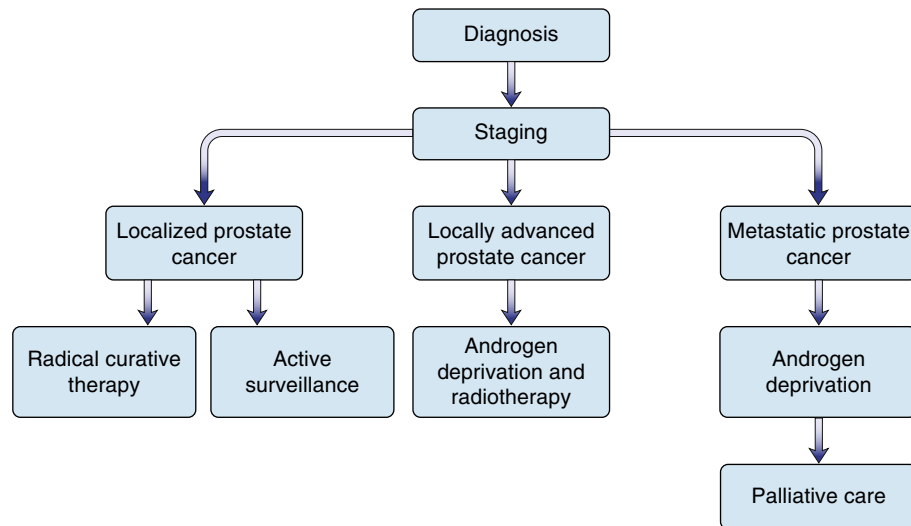 Diagnosis
Staging
Localized prostate
cancer
Locally advanced
prostate cancer
Metastatic prostate
cancer
Radical curative
therapy
Active
surveillance
Androgen
deprivation and
radiotherapy
Androgen
deprivation
Palliative care